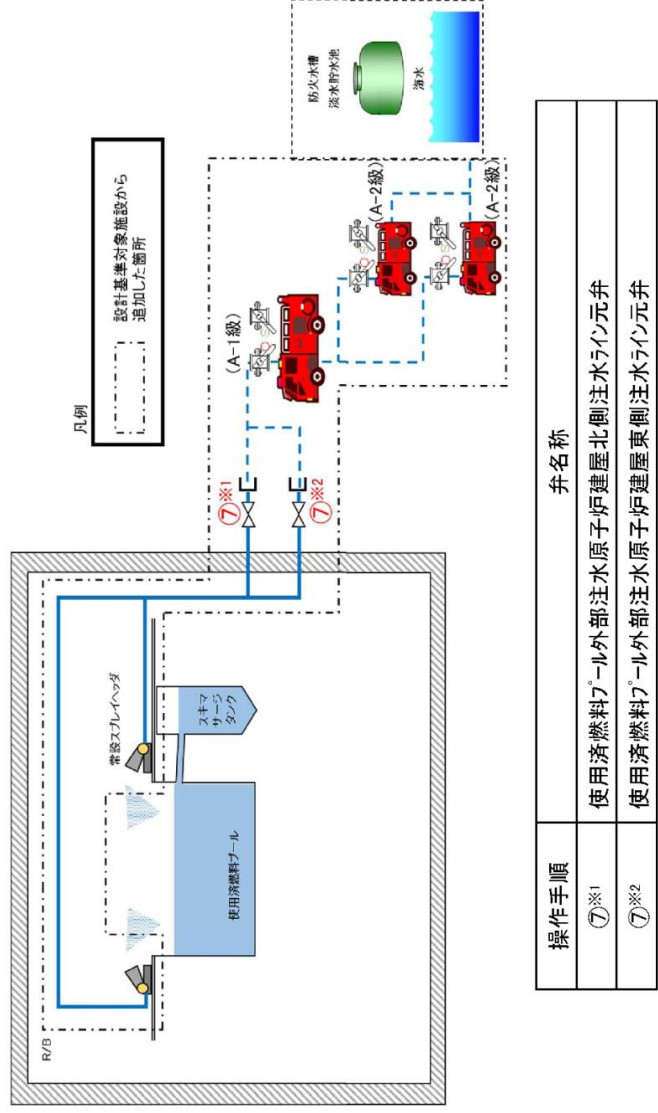 凡例
設計基準対象施設から
追加した箇所
R/B
常設スプレイヘッダ
使用済燃料プール
スキマ
サージ
タンク
⑦※1
⑦※2
(A-1級)
(A-2級)
(A-2級)
防火水槽
淡水貯水池
海水
操作手順 弁名称
⑦※1 使用済燃料プール外部注水原子炉建屋北側注水ライン元弁
⑦※2 使用済燃料プール外部注水原子炉建屋東側注水ライン元弁